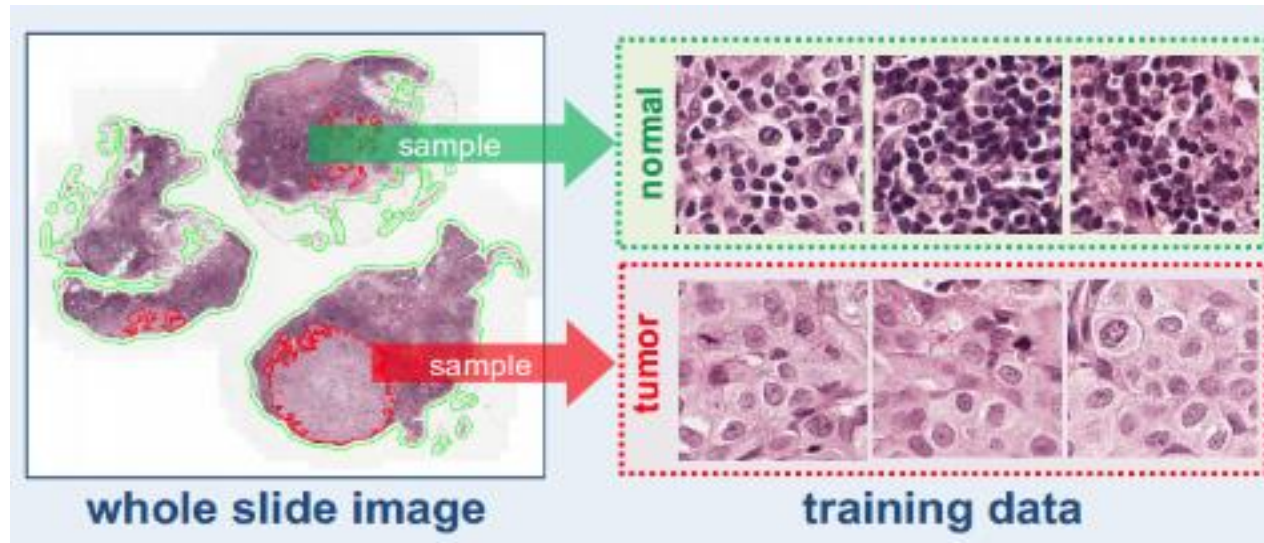 sample
normal
sample
tumor
whole slide image
training data